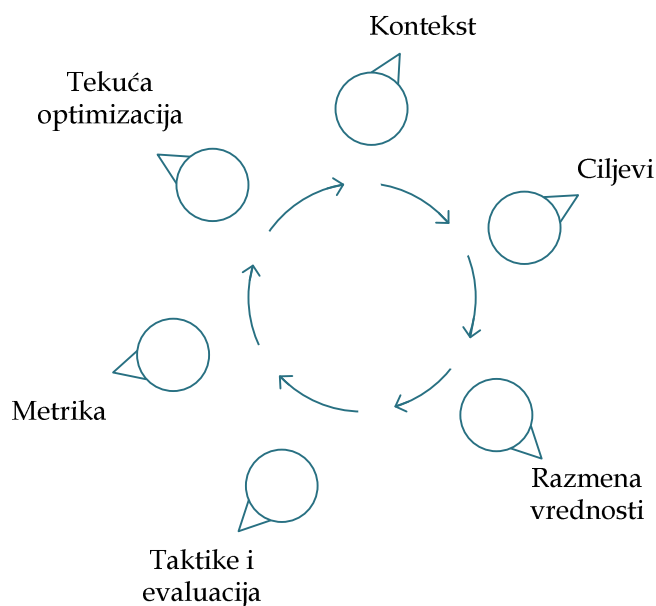 Kontekst
Ciljevi
Razmena
vrednosti
Taktike i
evaluacija
Metrika
Tekuća
optimizacija